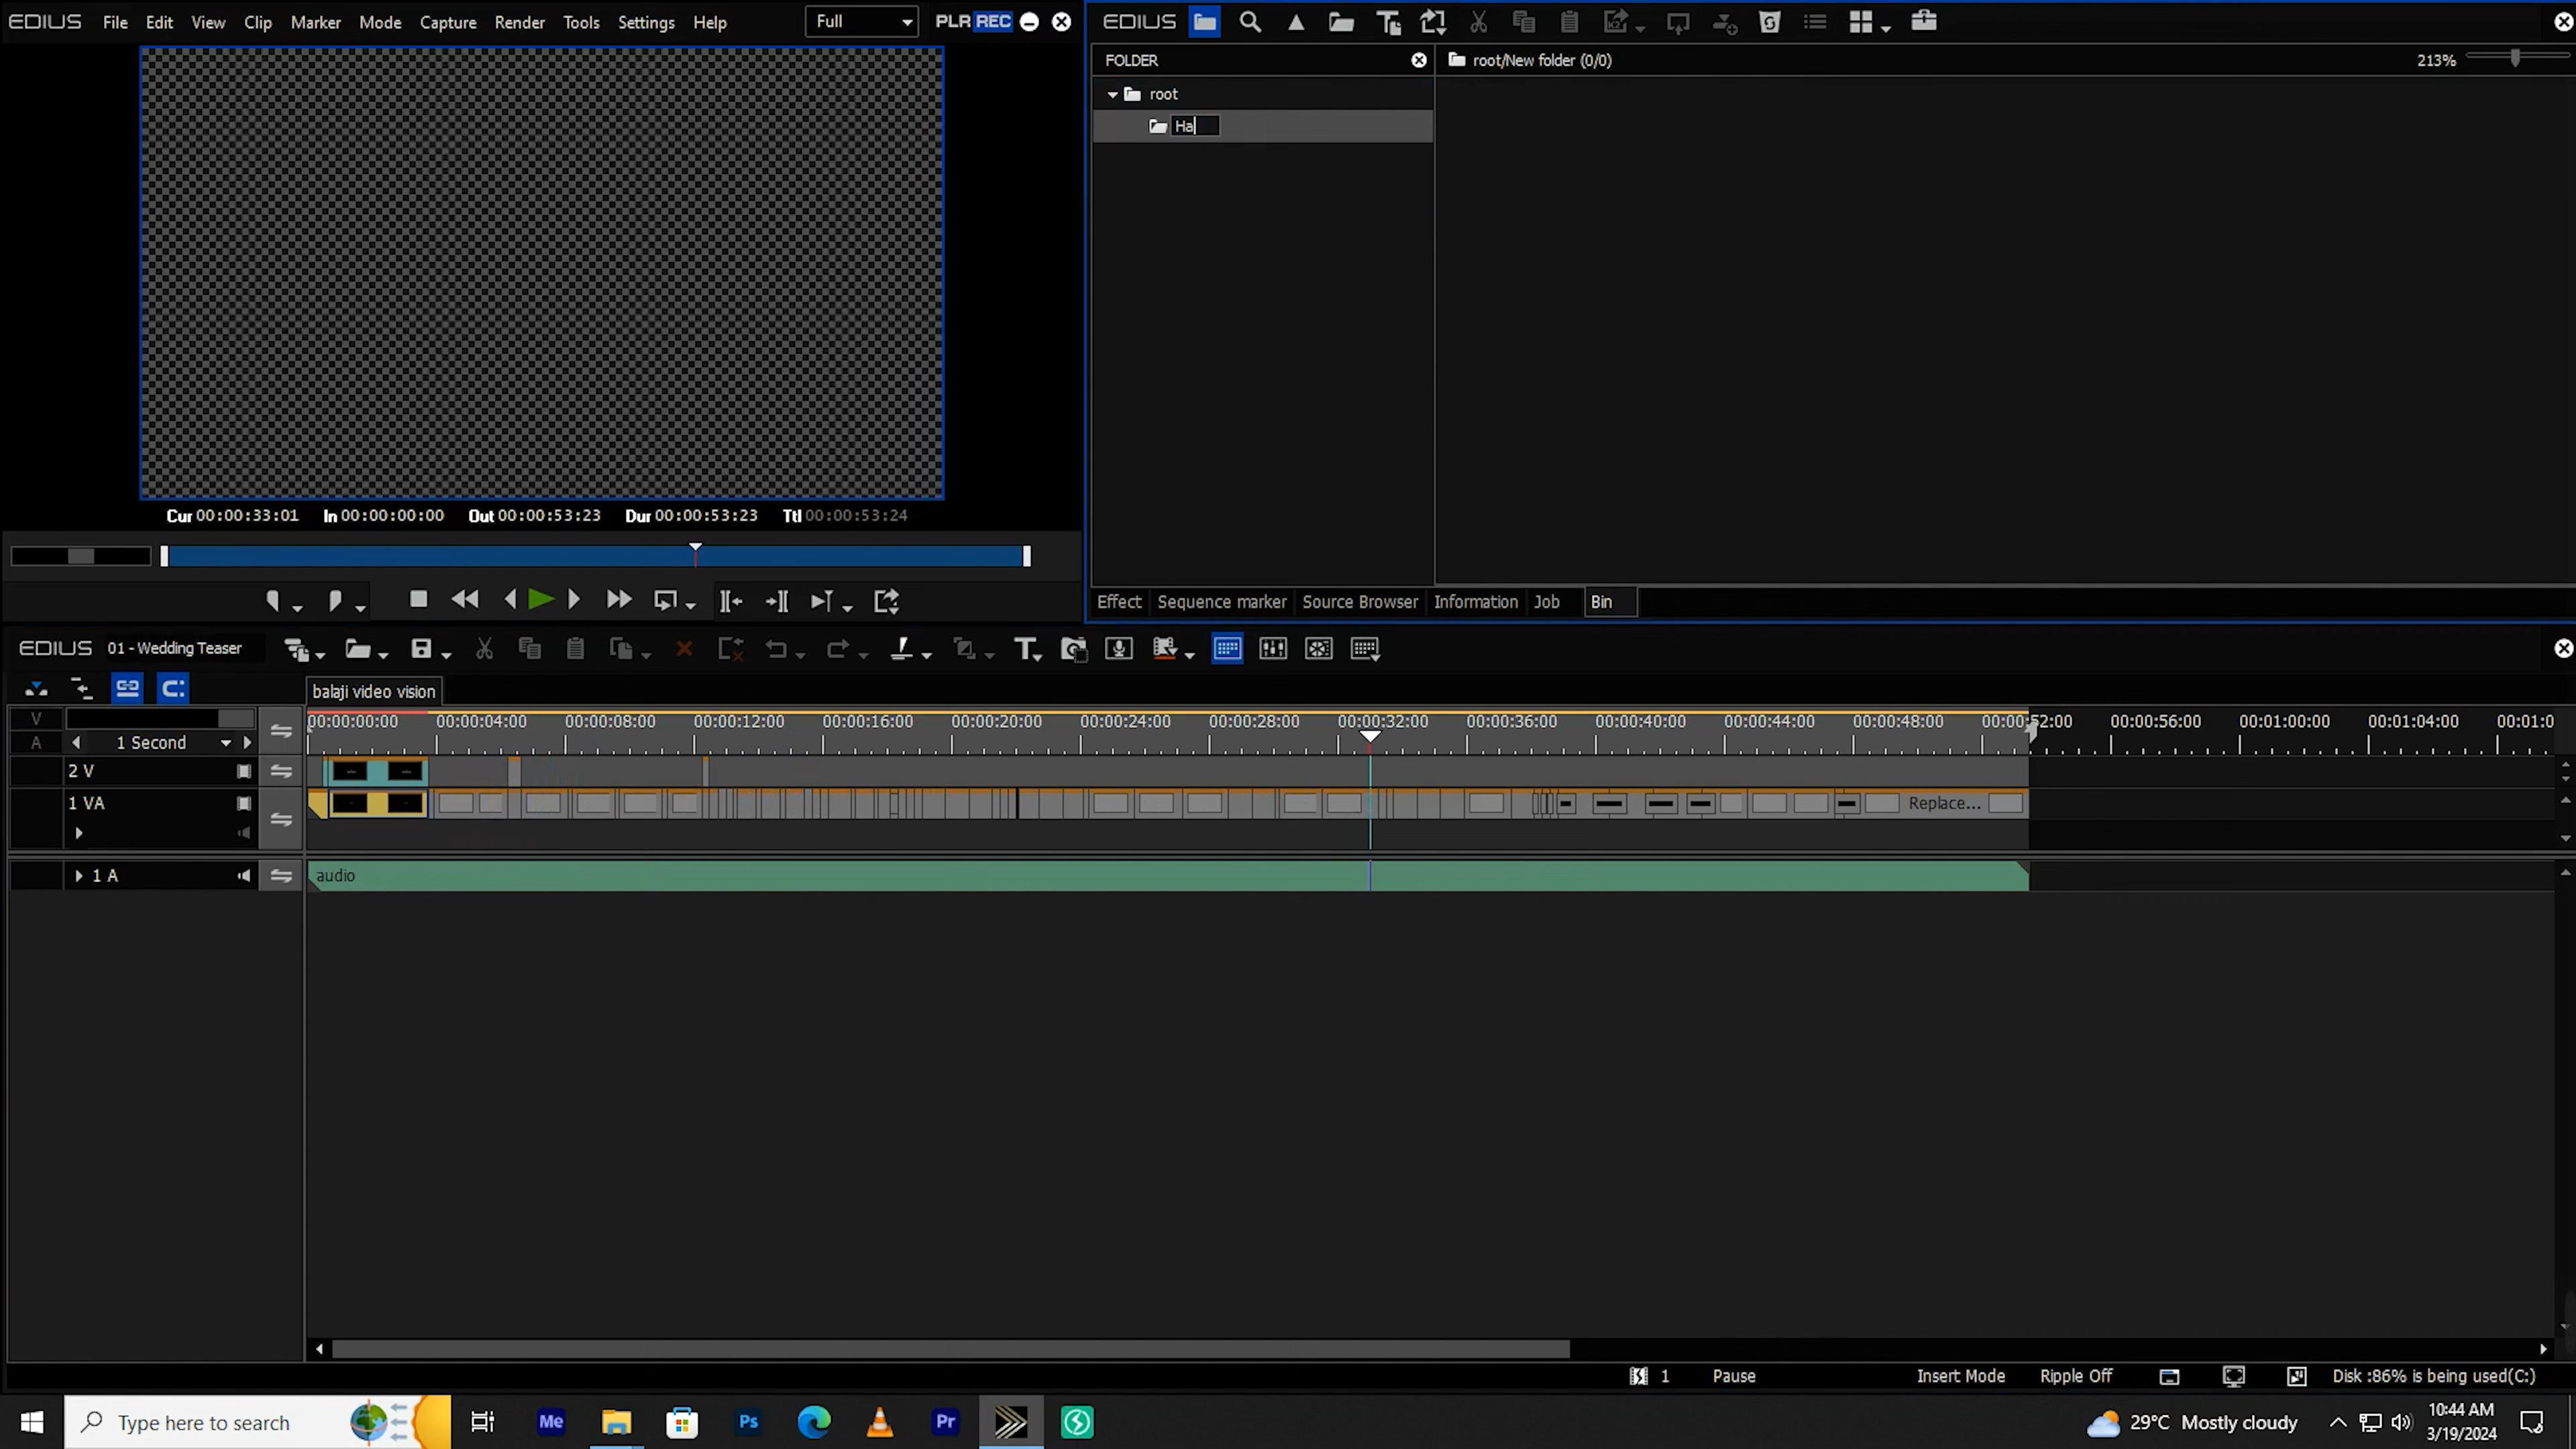 EDIUS File Edit View Clip Marker Mode Capture Render Tools Settings Help Full PLR REC
EDIUS
FOLDER
root/New folder (0/0)
213%
root
Ha
Cur 00:00:33:01 In 00:00:00:00 Out 00:00:53:23 Dur 00:00:53:23 Ttl 00:00:53:24
Effect Sequence marker Source Browser Information Job Bin
EDIUS 01 - Wedding Teaser
balaji video vision
V
A
1 Second
00:00:00:00 00:00:04:00 00:00:08:00 00:00:12:00 00:00:16:00 00:00:20:00 00:00:24:00 00:00:28:00 00:00:32:00 00:00:36:00 00:00:40:00 00:00:44:00 00:00:48:00 00:00:52:00 00:00:56:00 00:01:00:00 00:01:04:00 00:01:0
2 V
1 VA
Replace...
1 A
audio
1 Pause Insert Mode Ripple Off Disk :86% is being used(C:)
Type here to search
Me
Ps
Pr
29°C Mostly cloudy
10:44 AM
3/19/2024